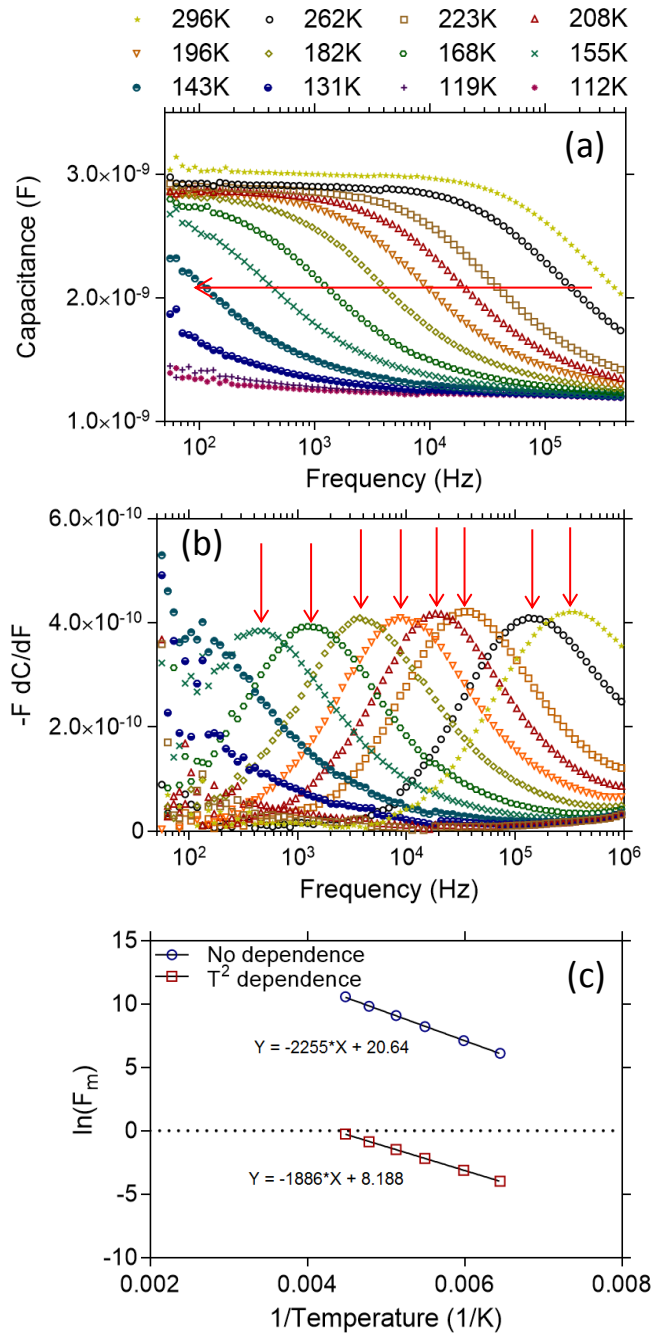 296K 262K 223K 208K
196K 182K 168K 155K
143K 131K 119K 112K
(a)
3.0×10⁻⁹
2.0×10⁻⁹
1.0×10⁻⁹
Capacitance (F)
10² 10³ 10⁴ 10⁵
Frequency (Hz)
(b)
6.0×10⁻¹⁰
4.0×10⁻¹⁰
2.0×10⁻¹⁰
0
-F dC/dF
10² 10³ 10⁴ 10⁵ 10⁶
Frequency (Hz)
(c)
No dependence
T² dependence
15
10
5
0
-5
-10
ln(Fₘ)
Y = -2255*X + 20.64
Y = -1886*X + 8.188
0.002 0.004 0.006 0.008
1/Temperature (1/K)